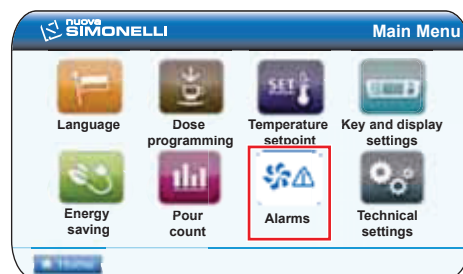 nuova
SIMONELLI
Main Menu
SET
Language
Dose
programming
Temperature
setpoint
Key and display
settings
Energy
saving
Pour
count
Alarms
Technical
settings
Home